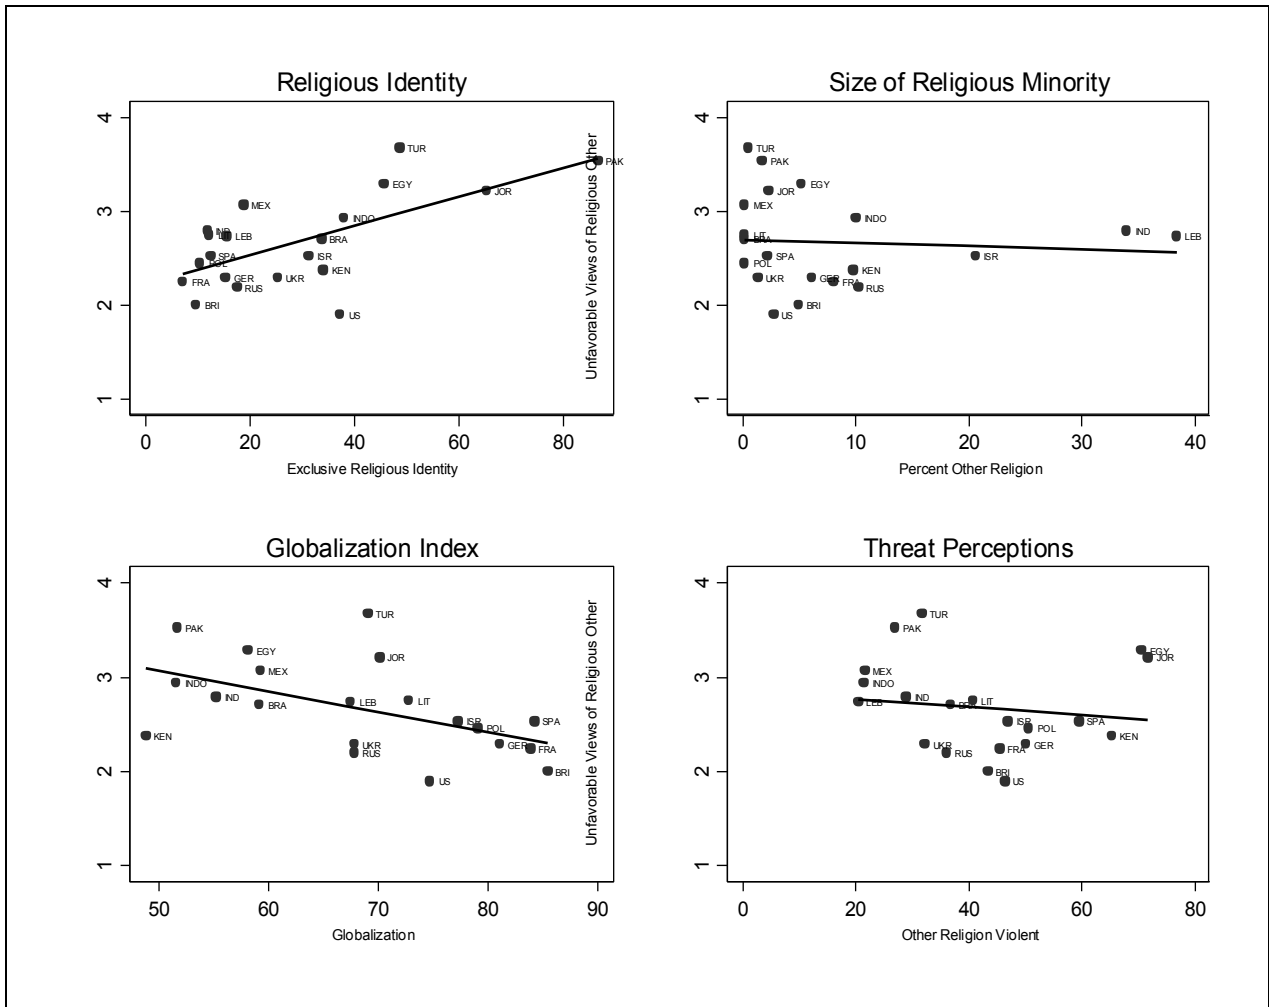 Religious Identity
4
3
2
1
TUR
PAK
EGY
JOR
MEX
INDO
IND
LIT
LEB
BRA
SPA
ISR
POL
KEN
FRA
GER
UKR
RUS
BRI
US
0 20 40 60 80
Exclusive Religious Identity
Unfavorable Views of Religious Other
Size of Religious Minority
4
3
2
1
TUR
PAK
EGY
JOR
MEX
INDO
IND
LEB
LIT
BRA
SPA
ISR
POL
KEN
UKR
GER
FRA
RUS
BRI
US
0 10 20 30 40
Percent Other Religion
Globalization Index
4
3
2
1
TUR
PAK
EGY
JOR
MEX
INDO
IND
BRA
LEB
LIT
ISR
SPA
POL
KEN
UKR
RUS
GER
FRA
BRI
US
50 60 70 80 90
Globalization
Unfavorable Views of Religious Other
Threat Perceptions
4
3
2
1
TUR
PAK
EGY
JOR
MEX
INDO
LEB
IND
BRA
LIT
ISR
SPA
POL
KEN
UKR
RUS
FRA
GER
BRI
US
0 20 40 60 80
Other Religion Violent